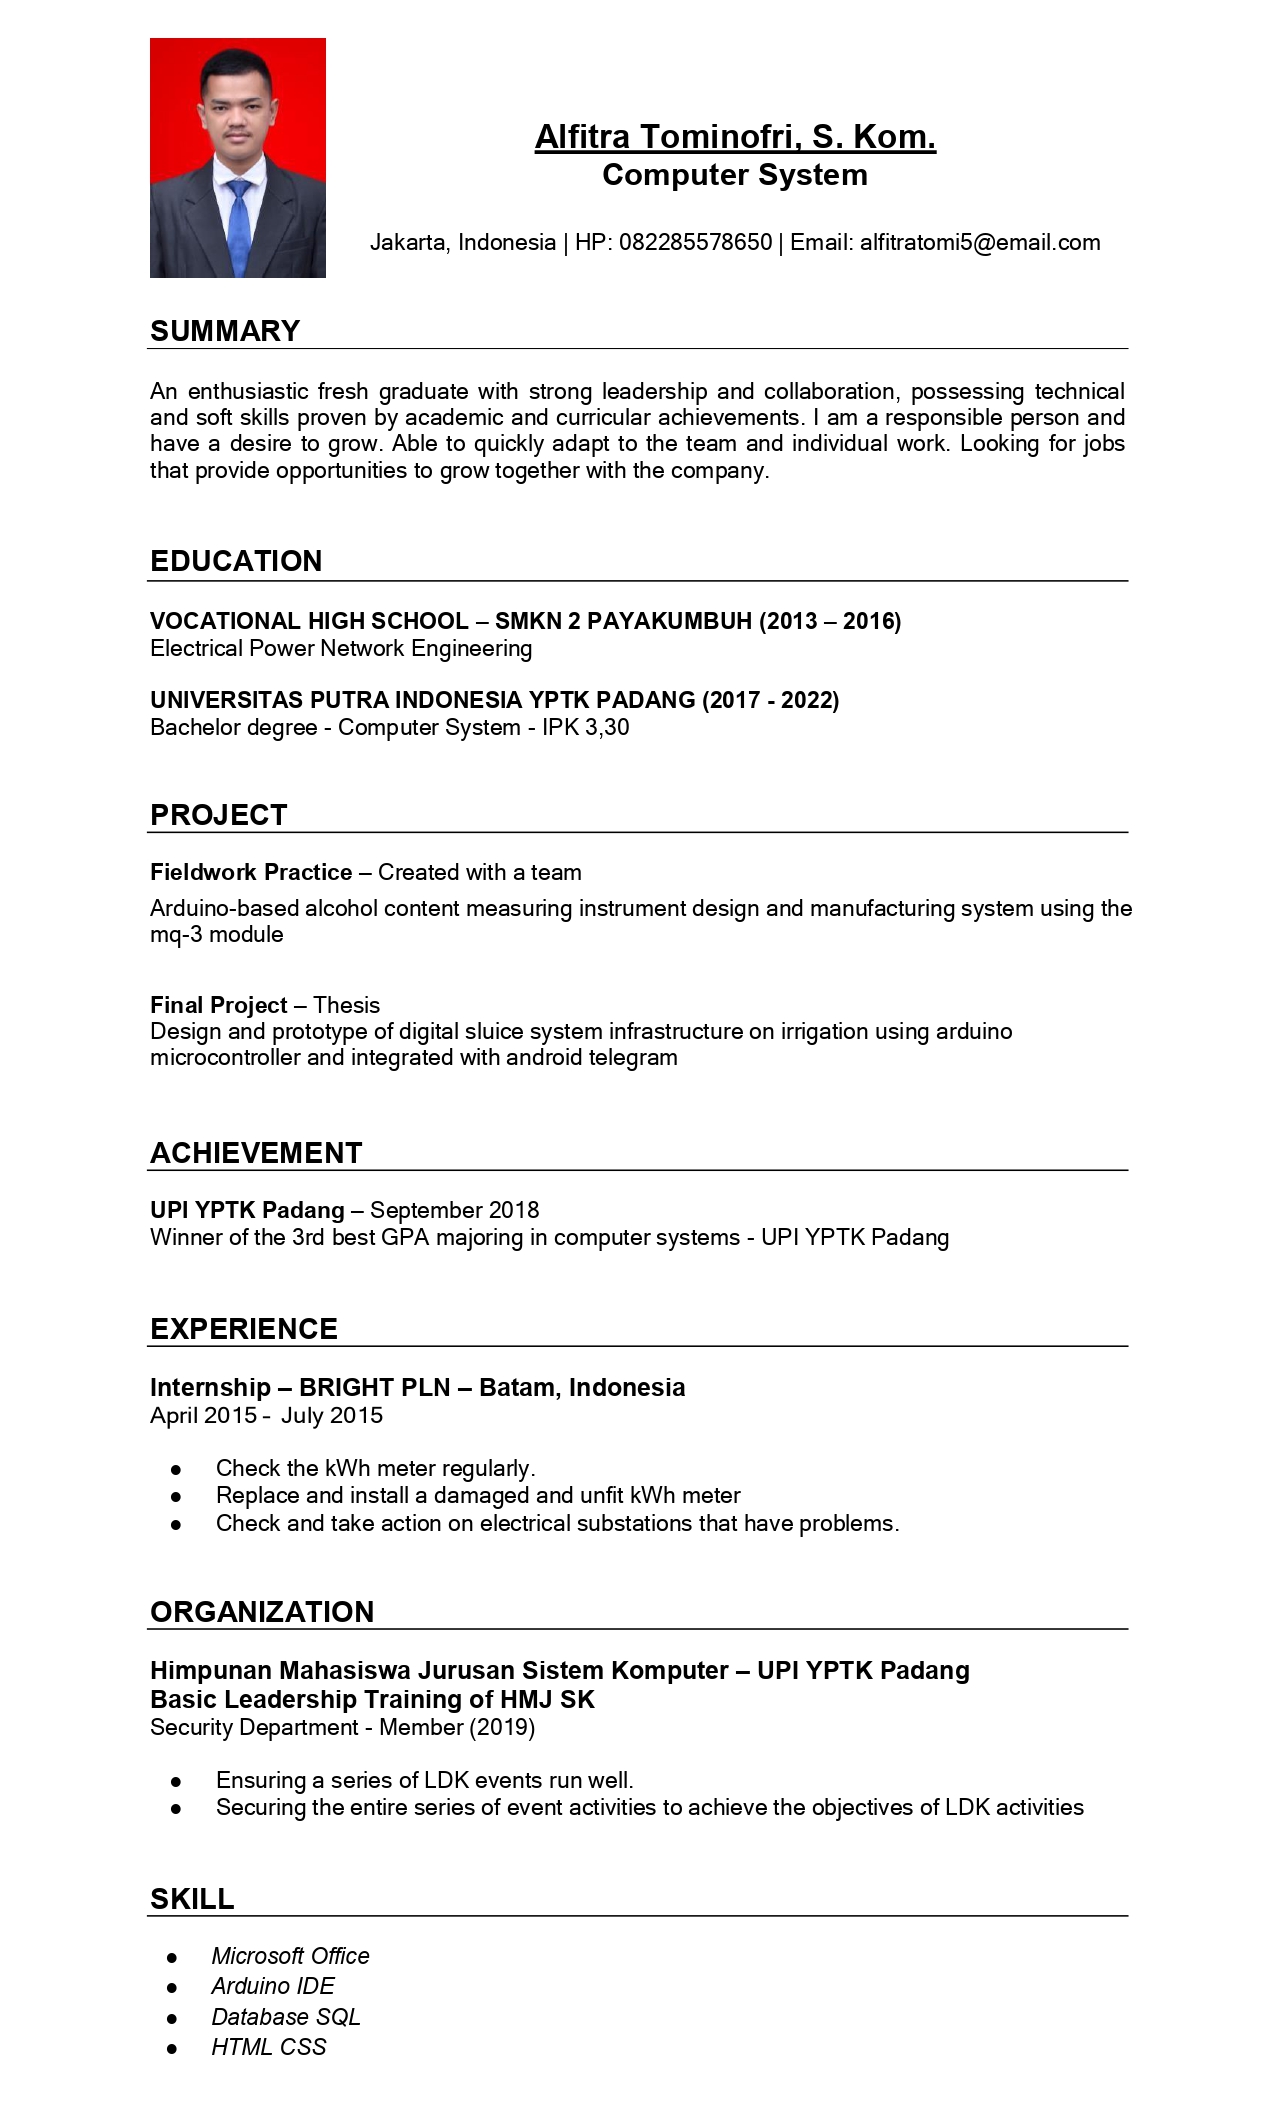 Alfitra Tominofri, S. Kom.
Computer System
Jakarta, Indonesia | HP: 082285578650 | Email: alfitratomi5@email.com
SUMMARY
An enthusiastic fresh graduate with strong leadership and collaboration, possessing technical
and soft skills proven by academic and curricular achievements. I am a responsible person and
have a desire to grow. Able to quickly adapt to the team and individual work. Looking for jobs
that provide opportunities to grow together with the company.
EDUCATION
VOCATIONAL HIGH SCHOOL – SMKN 2 PAYAKUMBUH (2013 – 2016)
Electrical Power Network Engineering
UNIVERSITAS PUTRA INDONESIA YPTK PADANG (2017 - 2022)
Bachelor degree - Computer System - IPK 3,30
PROJECT
Fieldwork Practice – Created with a team
Arduino-based alcohol content measuring instrument design and manufacturing system using the
mq-3 module
Final Project – Thesis
Design and prototype of digital sluice system infrastructure on irrigation using arduino
microcontroller and integrated with android telegram
ACHIEVEMENT
UPI YPTK Padang – September 2018
Winner of the 3rd best GPA majoring in computer systems - UPI YPTK Padang
EXPERIENCE
Internship – BRIGHT PLN – Batam, Indonesia
April 2015 - July 2015
● Check the kWh meter regularly.
● Replace and install a damaged and unfit kWh meter
● Check and take action on electrical substations that have problems.
ORGANIZATION
Himpunan Mahasiswa Jurusan Sistem Komputer – UPI YPTK Padang
Basic Leadership Training of HMJ SK
Security Department - Member (2019)
● Ensuring a series of LDK events run well.
● Securing the entire series of event activities to achieve the objectives of LDK activities
SKILL
● Microsoft Office
● Arduino IDE
● Database SQL
● HTML CSS